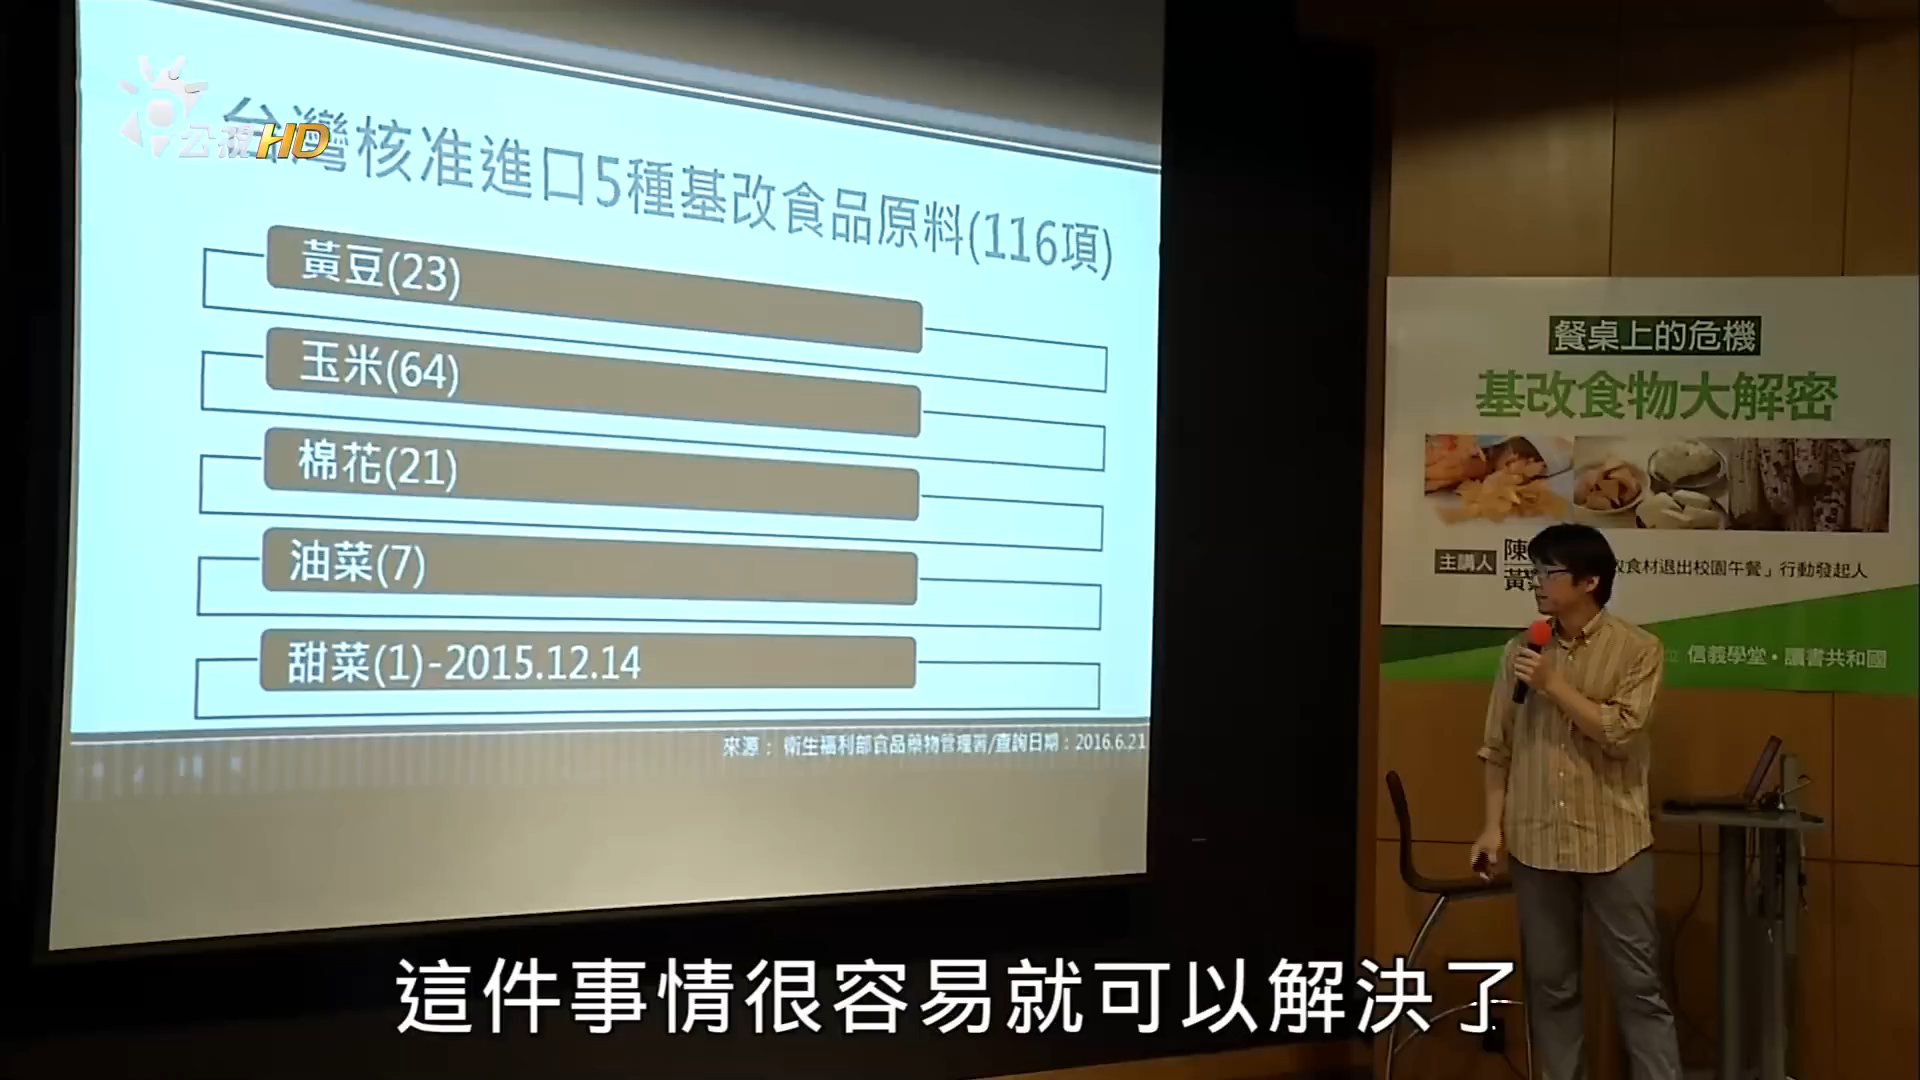 公視HD
台灣核准進口5種基改食品原料(116項)
黃豆(23)
玉米(64)
棉花(21)
油菜(7)
甜菜(1)-2015.12.14
來源：衛生福利部食品藥物管理署/查詢日期：2016.6.21
餐桌上的危機
基改食物大解密
主講人
陳
黃
食材退出校園午餐」行動發起人
信義學堂•讀書共和國
這件事情很容易就可以解決了